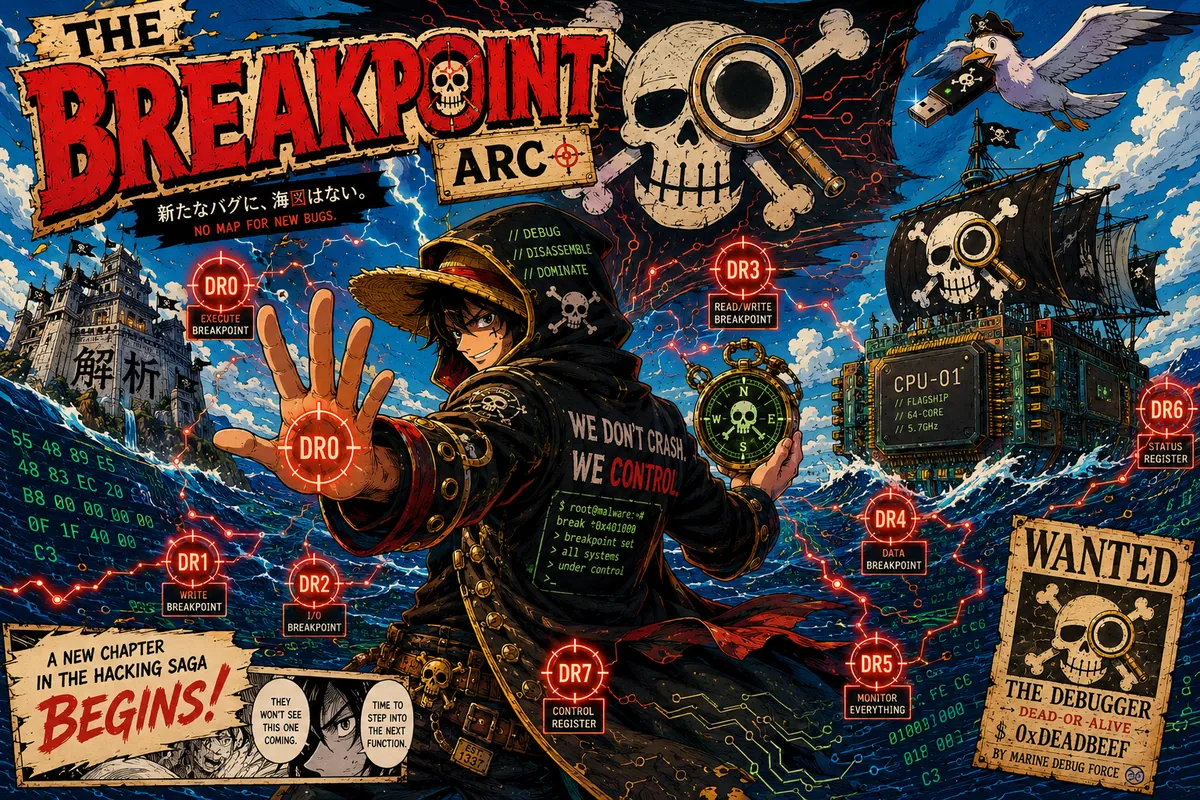 THE
BREAKPOINT
ARC
新たなバグに、海図はない。
NO MAP FOR NEW BUGS.
// DEBUG
// DISASSEMBLE
// DOMINATE
DR0
EXECUTE
BREAKPOINT
DR3
READ/WRITE
BREAKPOINT
解析
CPU-01
// FLAGSHIP
// 64-CORE
// 5.7GHz
DR6
STATUS
REGISTER
DR0
N
W E
S
WE DON'T CRASH.
WE CONTROL.
$ root@malware:~#
break *0x401000
> breakpoint set
> all systems
> under control
>_
55 48 89 E5
48 83 EC 20
B8 00 00 00 00
0F 1F 40 00
C3
DR1
WRITE
BREAKPOINT
DR2
I/O
BREAKPOINT
DR4
DATA
BREAKPOINT
DR5
MONITOR
EVERYTHING
DR7
CONTROL
REGISTER
WANTED
THE DEBUGGER
DEAD-OR-ALIVE
$ 0xDEADBEEF
BY MARINE DEBUG FORCE
A NEW CHAPTER
IN THE HACKING SAGA
BEGINS!
THEY
WON'T SEE
THIS ONE
COMING.
TIME TO
STEP INTO
THE NEXT
FUNCTION.
EST.
1337
C3